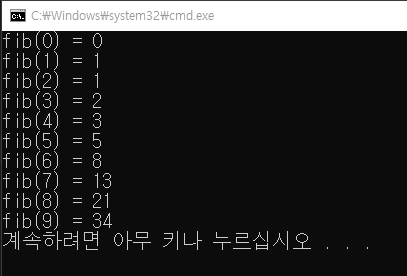 C:₩Windows₩system32₩cmd.exe
fib(0) = 0
fib(1) = 1
fib(2) = 1
fib(3) = 2
fib(4) = 3
fib(5) = 5
fib(6) = 8
fib(7) = 13
fib(8) = 21
fib(9) = 34
계속하려면 아무 키나 누르십시오 . . .